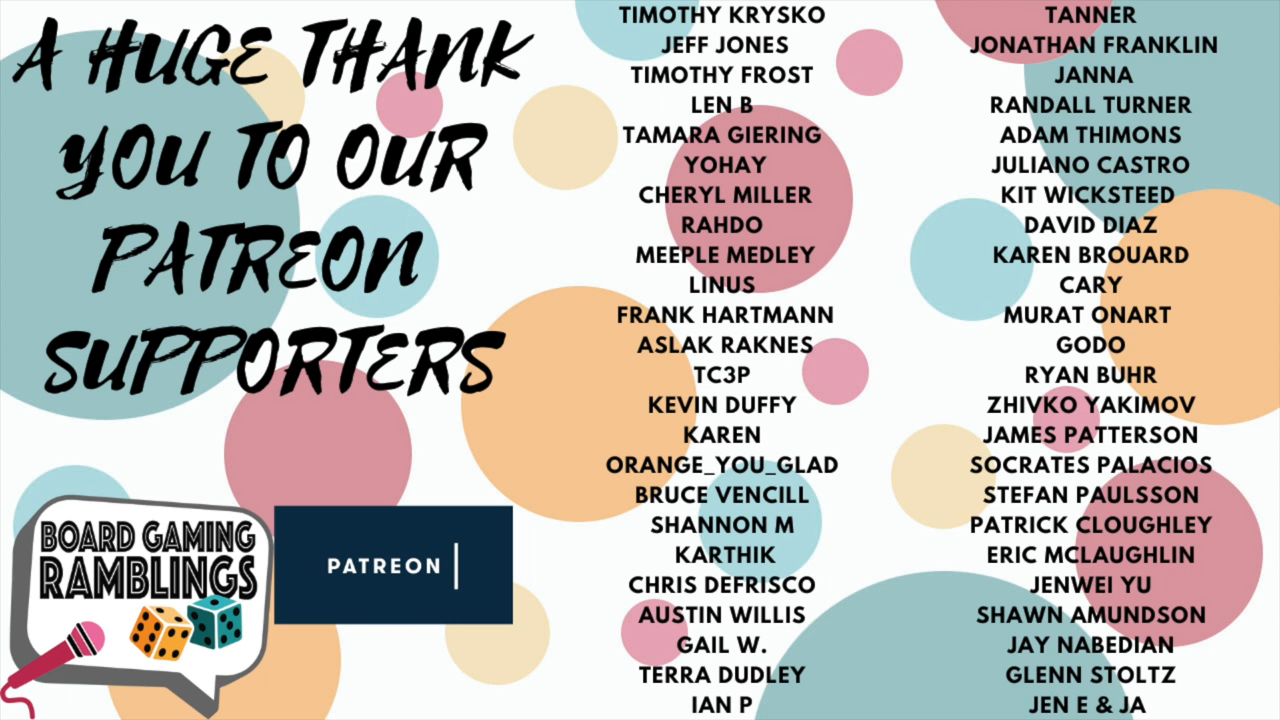 A HUGE THANK
YOU TO OUR
PATREON
SUPPORTERS
BOARD GAMING
RAMBLINGS
PATREON
TIMOTHY KRYSKO
JEFF JONES
TIMOTHY FROST
LEN B
TAMARA GIERING
YOHAY
CHERYL MILLER
RAHDO
MEEPLE MEDLEY
LINUS
FRANK HARTMANN
ASLAK RAKNES
TC3P
KEVIN DUFFY
KAREN
ORANGE_YOU_GLAD
BRUCE VENCILL
SHANNON M
KARTHIK
CHRIS DEFRISCO
AUSTIN WILLIS
GAIL W.
TERRA DUDLEY
IAN P
TANNER
JONATHAN FRANKLIN
JANNA
RANDALL TURNER
ADAM THIMONS
JULIANO CASTRO
KIT WICKSTEED
DAVID DIAZ
KAREN BROUARD
CARY
MURAT ONART
GODO
RYAN BUHR
ZHIVKO YAKIMOV
JAMES PATTERSON
SOCRATES PALACIOS
STEFAN PAULSSON
PATRICK CLOUGHLEY
ERIC MCLAUGHLIN
JENWEI YU
SHAWN AMUNDSON
JAY NABEDIAN
GLENN STOLTZ
JEN E & JA